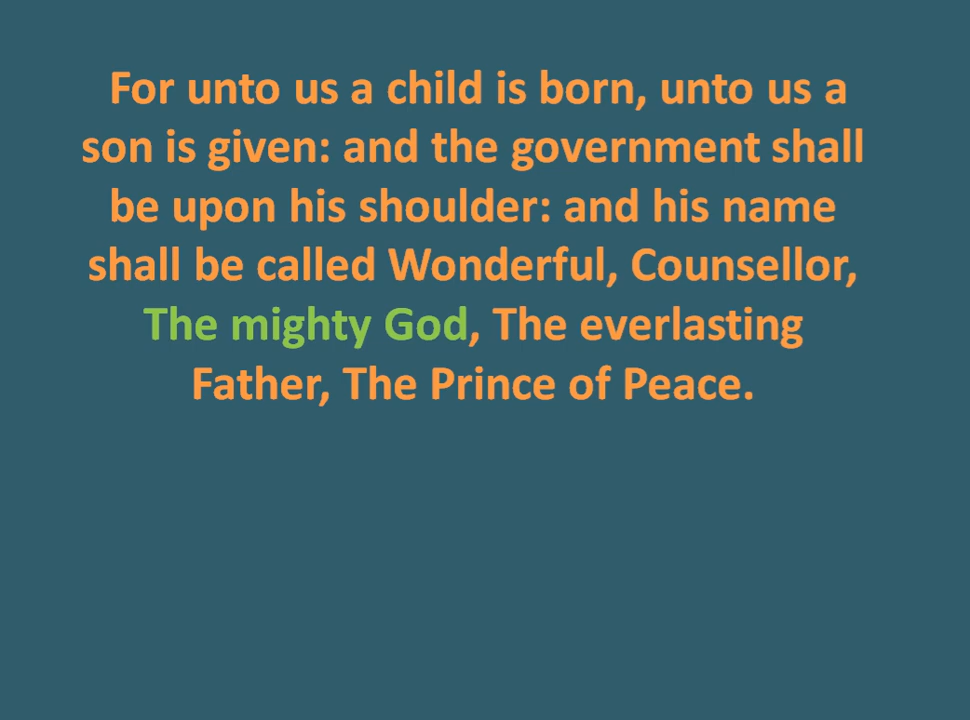 For unto us a child is born, unto us a
son is given: and the government shall
be upon his shoulder: and his name
shall be called Wonderful, Counsellor,
The mighty God, The everlasting
Father, The Prince of Peace.